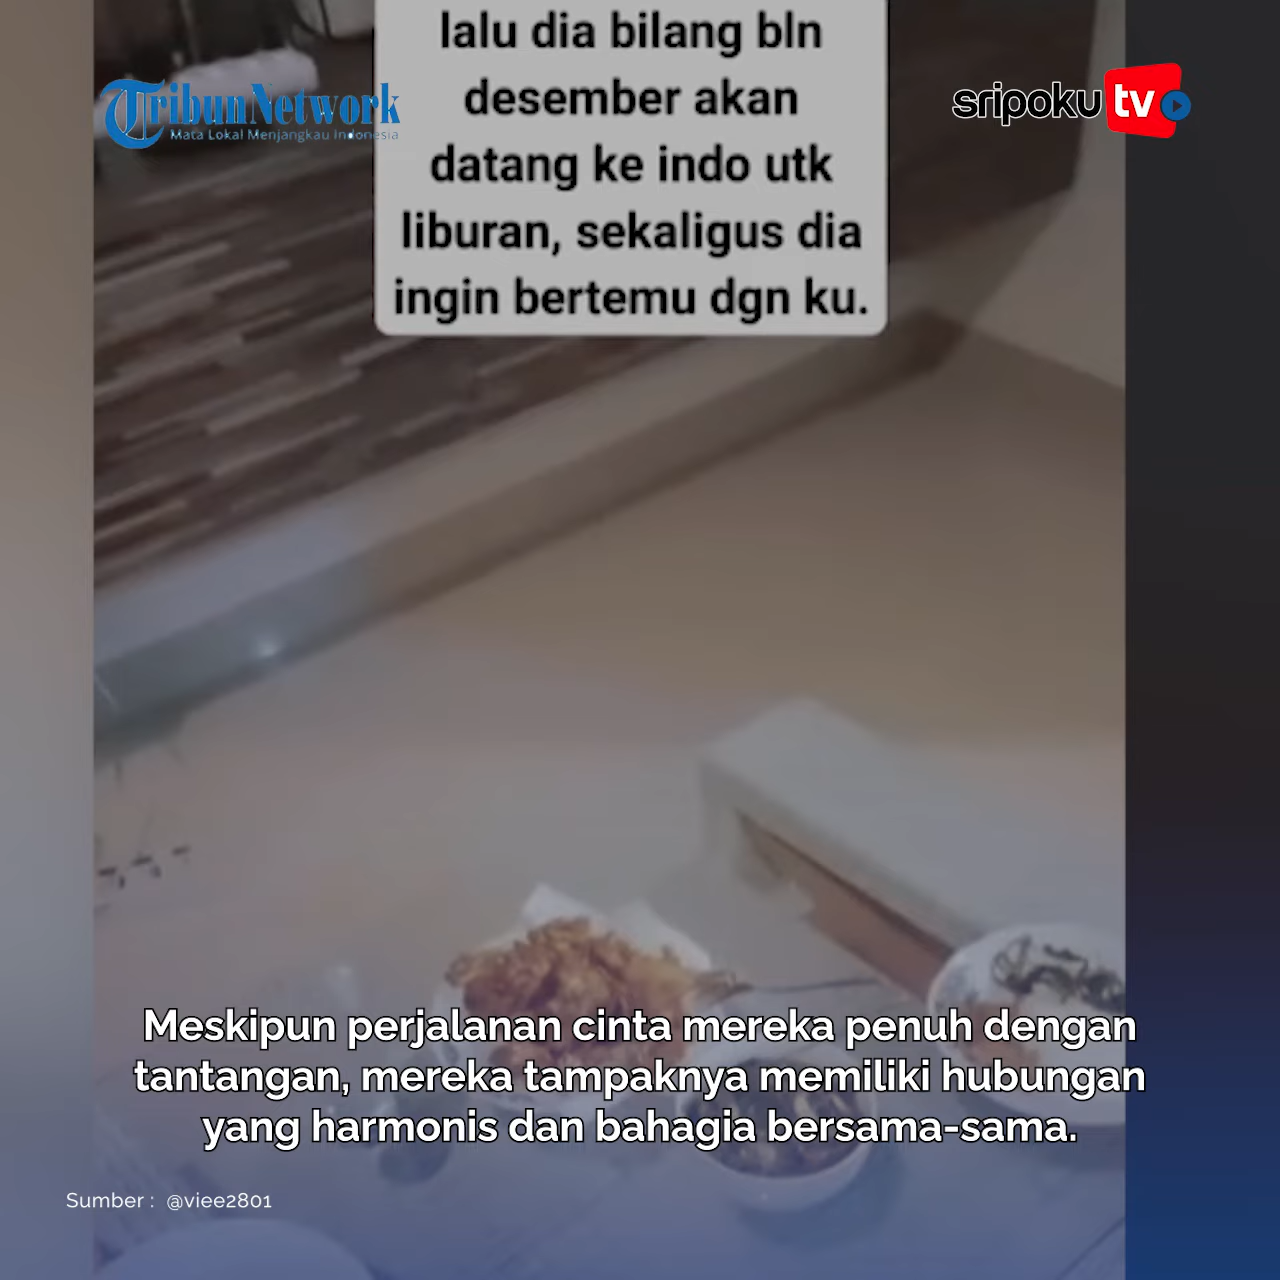 lalu dia bilang bln
desember akan
datang ke indo utk
liburan, sekaligus dia
ingin bertemu dgn ku.
TribunNetwork
Mata Lokal Menjangkau Indonesia
sripoku tv
Meskipun perjalanan cinta mereka penuh dengan
tantangan, mereka tampaknya memiliki hubungan
yang harmonis dan bahagia bersama-sama.
Sumber : @viee2801